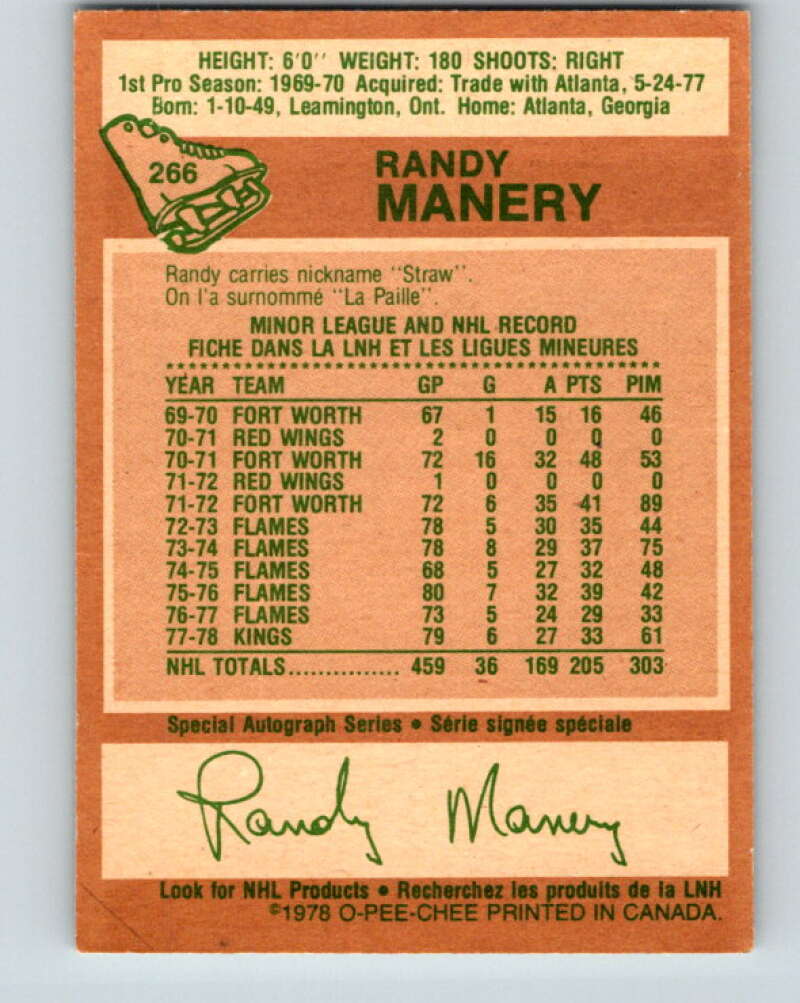 HEIGHT: 6'0'' WEIGHT: 180 SHOOTS: RIGHT
1st Pro Season: 1969-70 Acquired: Trade with Atlanta, 5-24-77
Born: 1-10-49, Leamington, Ont. Home: Atlanta, Georgia
266
RANDY
MANERY
Randy carries nickname "Straw".
On l'a surnommé "La Paille".
MINOR LEAGUE AND NHL RECORD
FICHE DANS LA LNH ET LES LIGUES MINEURES
YEAR TEAM GP G A PTS PIM
69-70 FORT WORTH 67 1 15 16 46
70-71 RED WINGS 2 0 0 0 0
70-71 FORT WORTH 72 16 32 48 53
71-72 RED WINGS 1 0 0 0 0
71-72 FORT WORTH 72 6 35 41 89
72-73 FLAMES 78 5 30 35 44
73-74 FLAMES 78 8 29 37 75
74-75 FLAMES 68 5 27 32 48
75-76 FLAMES 80 7 32 39 42
76-77 FLAMES 73 5 24 29 33
77-78 KINGS 79 6 27 33 61
NHL TOTALS............... 459 36 169 205 303
Special Autograph Series • Série signée spéciale
Randy Manery
Look for NHL Products • Recherchez les produits de la LNH
©1978 O-PEE-CHEE PRINTED IN CANADA.